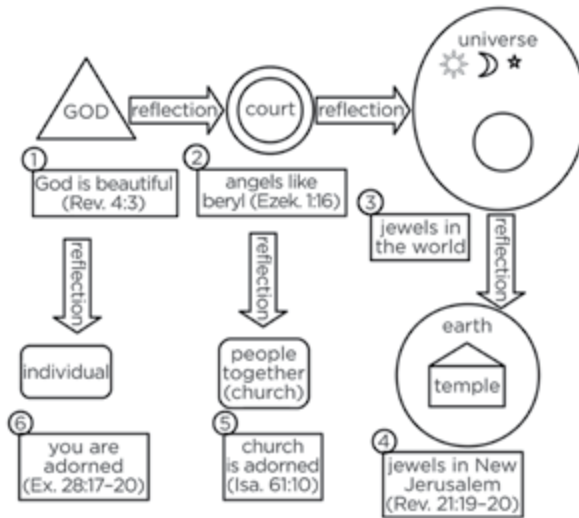 universe
GOD
reflection
court
reflection
1
God is beautiful
(Rev. 4:3)
2
angels like
beryl (Ezek. 1:16)
3
jewels in
the world
reflection
reflection
reflection
earth
temple
individual
people
together
(church)
6
you are
adorned
(Ex. 28:17–20)
5
church
is adorned
(Isa. 61:10)
4
jewels in New
Jerusalem
(Rev. 21:19–20)